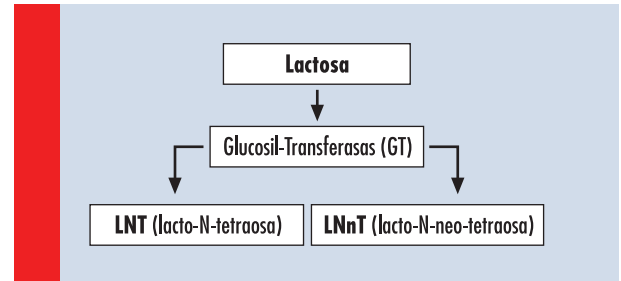 Lactosa
Glucosil-Transferasas (GT)
LNT (lacto-N-tetraosa)
LNnT (lacto-N-neo-tetraosa)